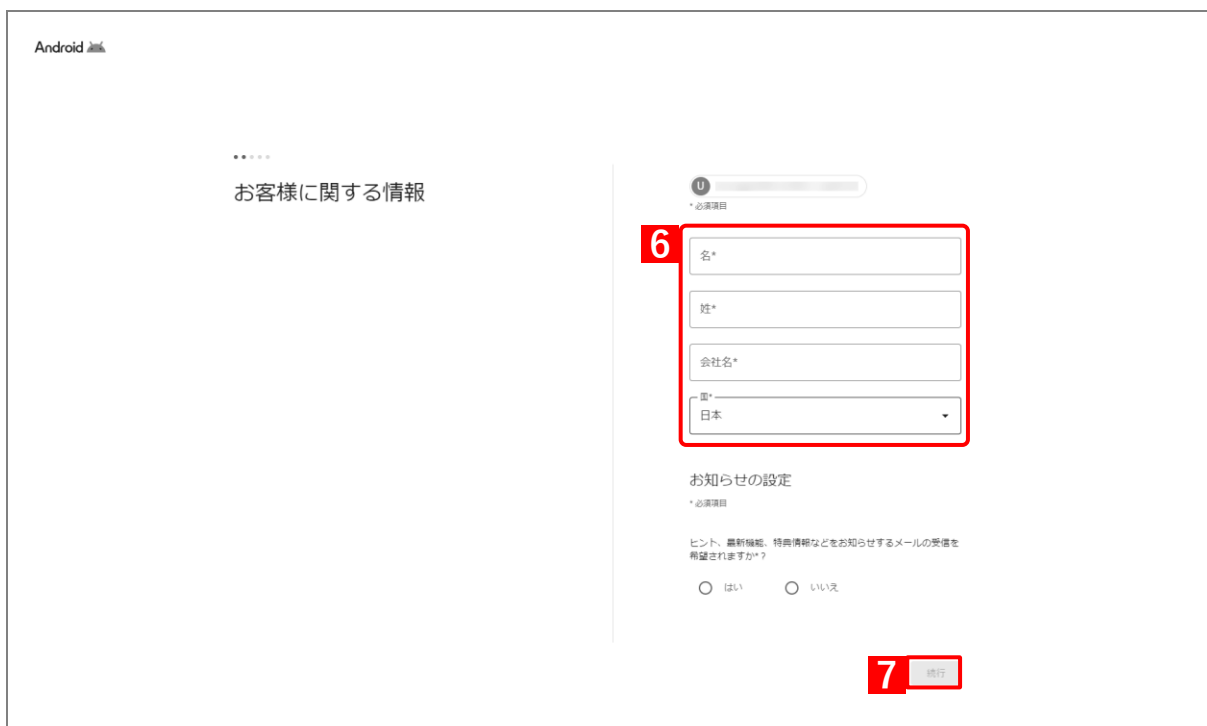 Android
お客様に関する情報
U
* 必須項目
6
名*
姓*
会社名*
国*
日本
お知らせの設定
* 必須項目
ヒント、最新機能、特典情報などをお知らせするメールの受信を
希望されますか*？
はい いいえ
7 続行